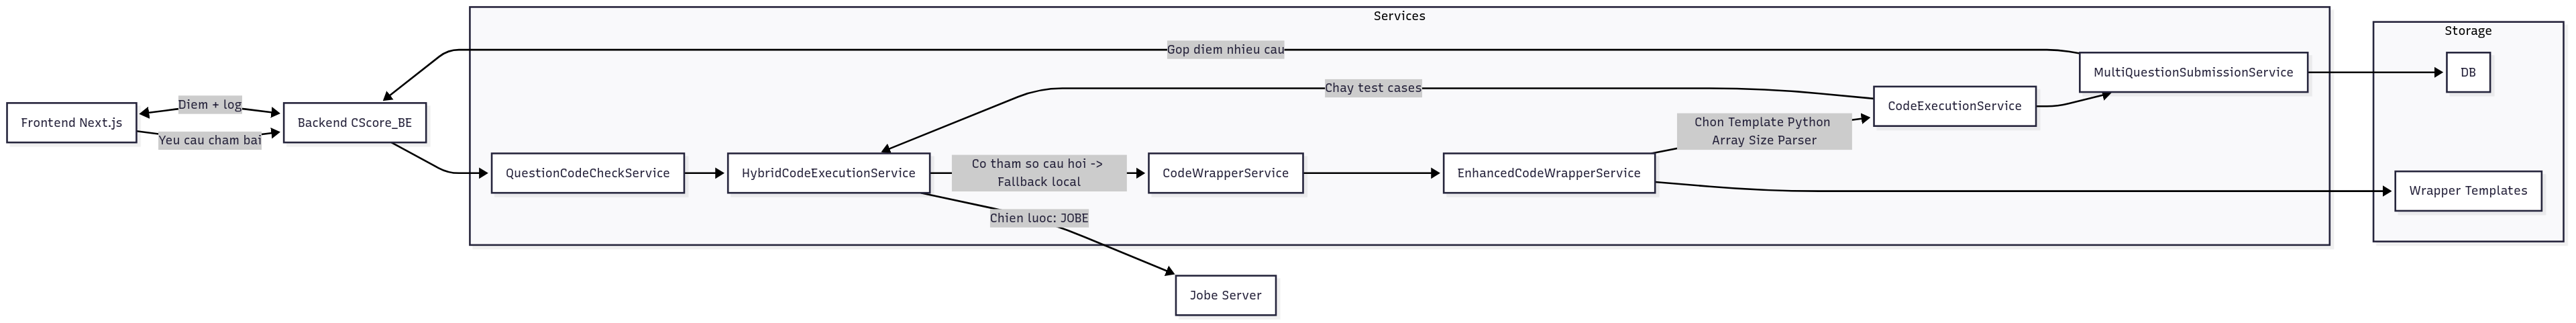 Services
Storage
Gop diem nhieu cau
MultiQuestionSubmissionService
DB
Chay test cases
CodeExecutionService
Diem + log
Frontend Next.js
Backend CScore_BE
Yeu cau cham bai
Chon Template Python
Array Size Parser
QuestionCodeCheckService
HybridCodeExecutionService
Co tham so cau hoi ->
Fallback local
CodeWrapperService
EnhancedCodeWrapperService
Wrapper Templates
Chien luoc: JOBE
Jobe Server